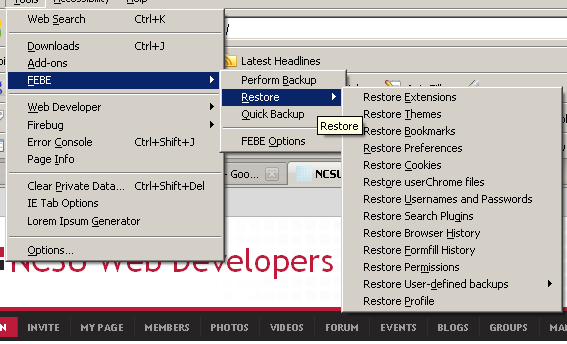 Tools Accessibility Help
Web Search Ctrl+K
Downloads Ctrl+J
Add-ons
FEBE
Web Developer
Firebug
Error Console Ctrl+Shift+J
Page Info
Clear Private Data... Ctrl+Shift+Del
IE Tab Options
Lorem Ipsum Generator
Options...
/
Latest Headlines
Perform Backup
Restore
Quick Backup
FEBE Options
Restore
Restore Extensions
Restore Themes
Restore Bookmarks
Restore Preferences
Restore Cookies
Restore userChrome files
Restore Usernames and Passwords
Restore Search Plugins
Restore Browser History
Restore Formfill History
Restore Permissions
Restore User-defined backups
Restore Profile
- Goo...
NCSU
NCSU Web Developers
INVITE MY PAGE MEMBERS PHOTOS VIDEOS FORUM EVENTS BLOGS GROUPS